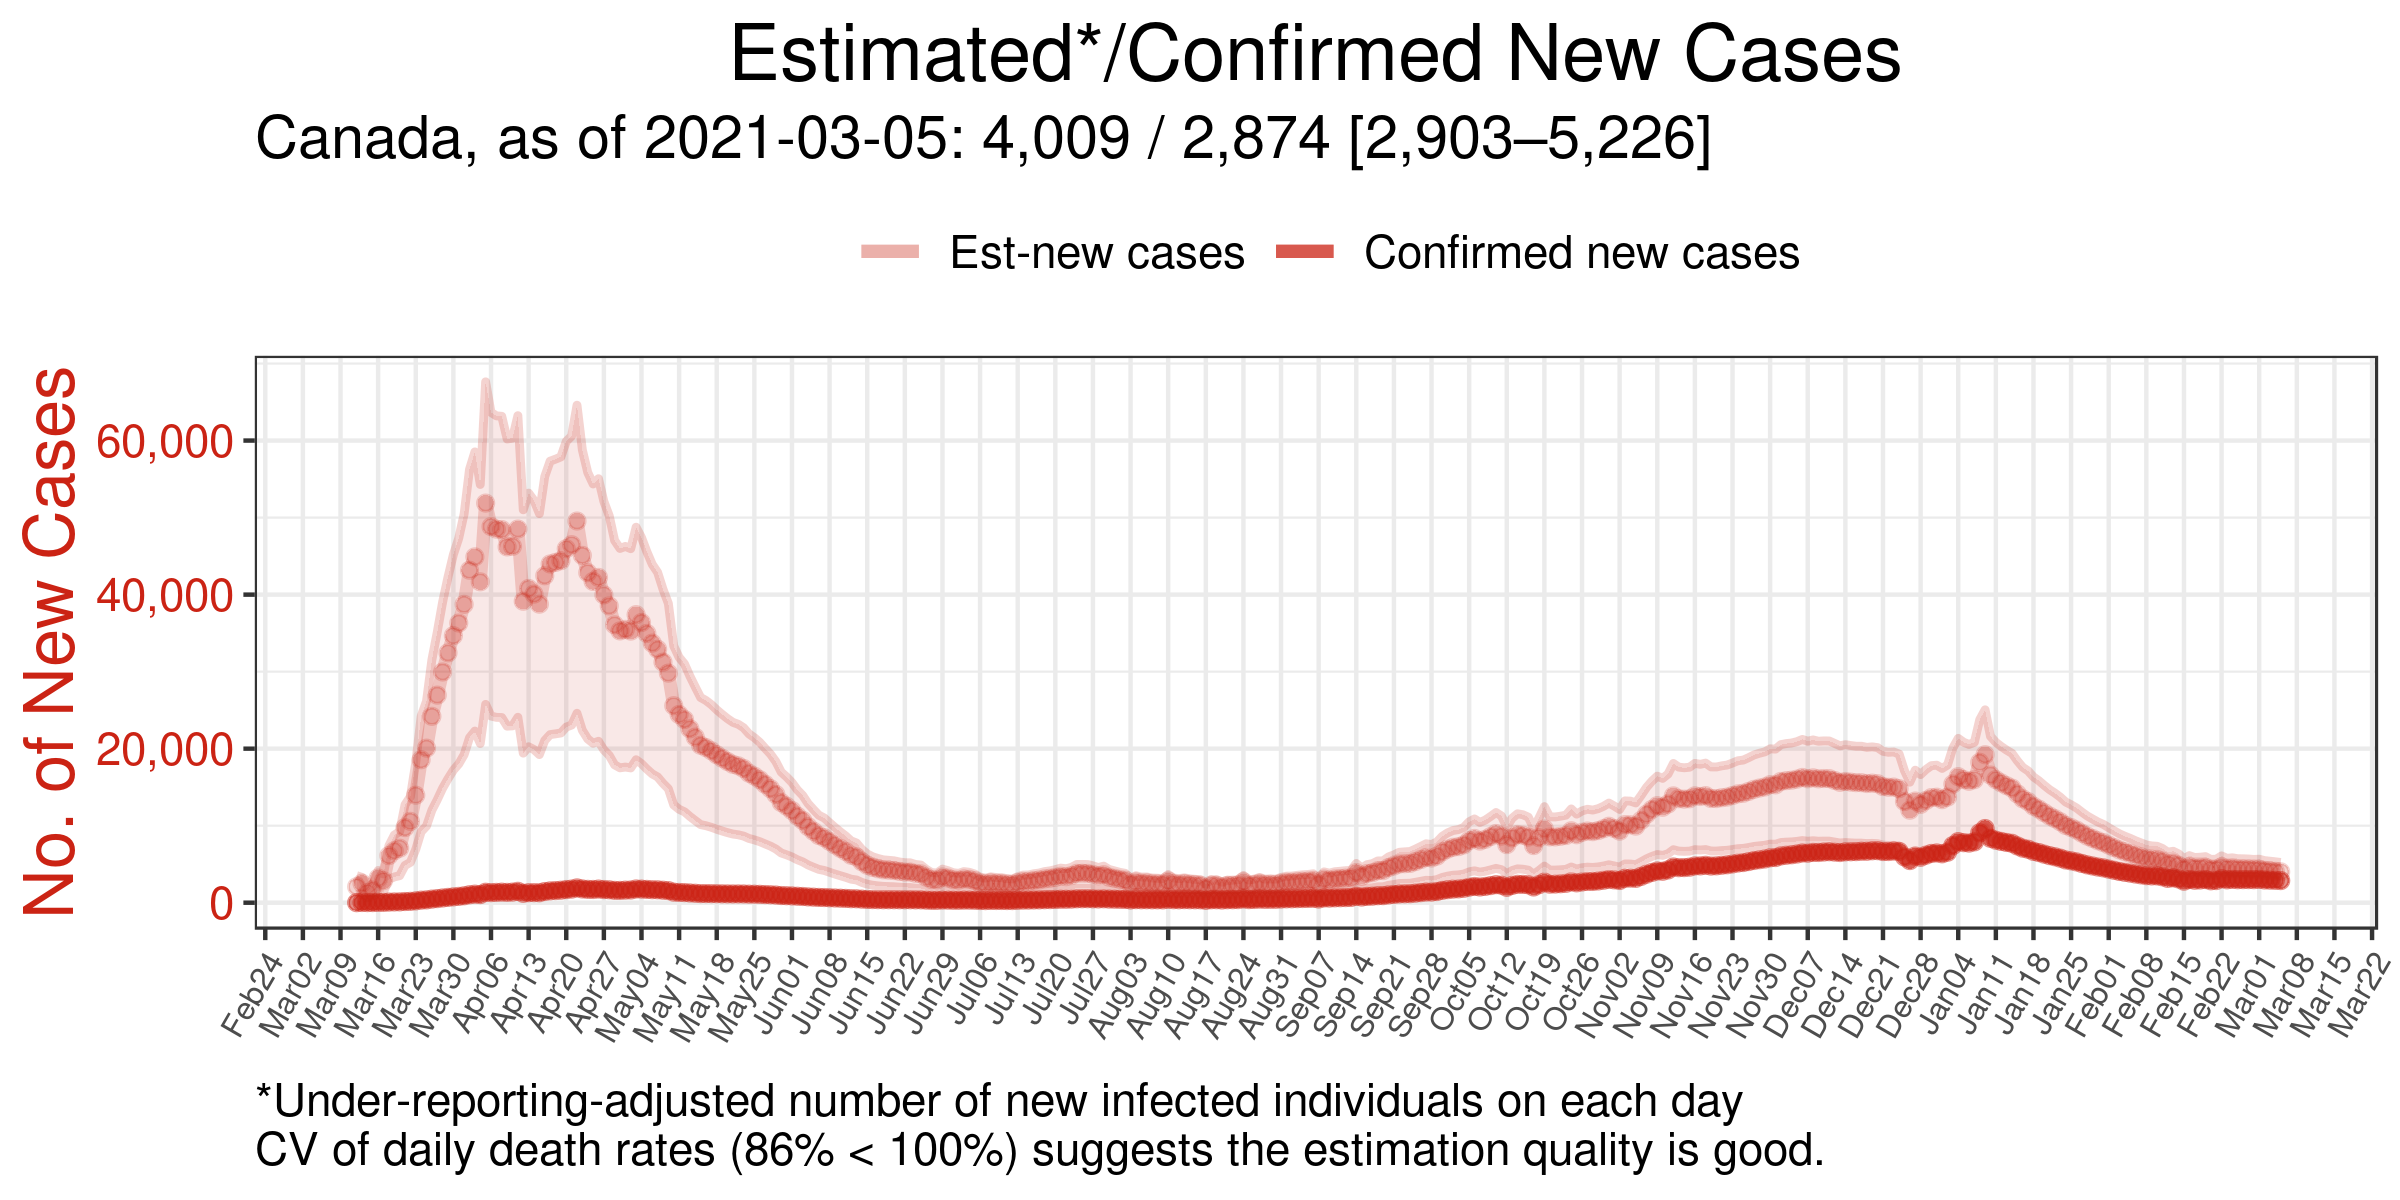 Estimated*/Confirmed New Cases
Canada, as of 2021-03-05: 4,009 / 2,874 [2,903–5,226]
Est-new cases
Confirmed new cases
No. of New Cases
60,000
40,000
20,000
0
Feb24
Mar02
Mar09
Mar16
Mar23
Mar30
Apr06
Apr13
Apr20
Apr27
May04
May11
May18
May25
Jun01
Jun08
Jun15
Jun22
Jun29
Jul06
Jul13
Jul20
Jul27
Aug03
Aug10
Aug17
Aug24
Aug31
Sep07
Sep14
Sep21
Sep28
Oct05
Oct12
Oct19
Oct26
Nov02
Nov09
Nov16
Nov23
Nov30
Dec07
Dec14
Dec21
Dec28
Jan04
Jan11
Jan18
Jan25
Feb01
Feb08
Feb15
Feb22
Mar01
Mar08
Mar15
Mar22
*Under-reporting-adjusted number of new infected individuals on each day
CV of daily death rates (86% < 100%) suggests the estimation quality is good.